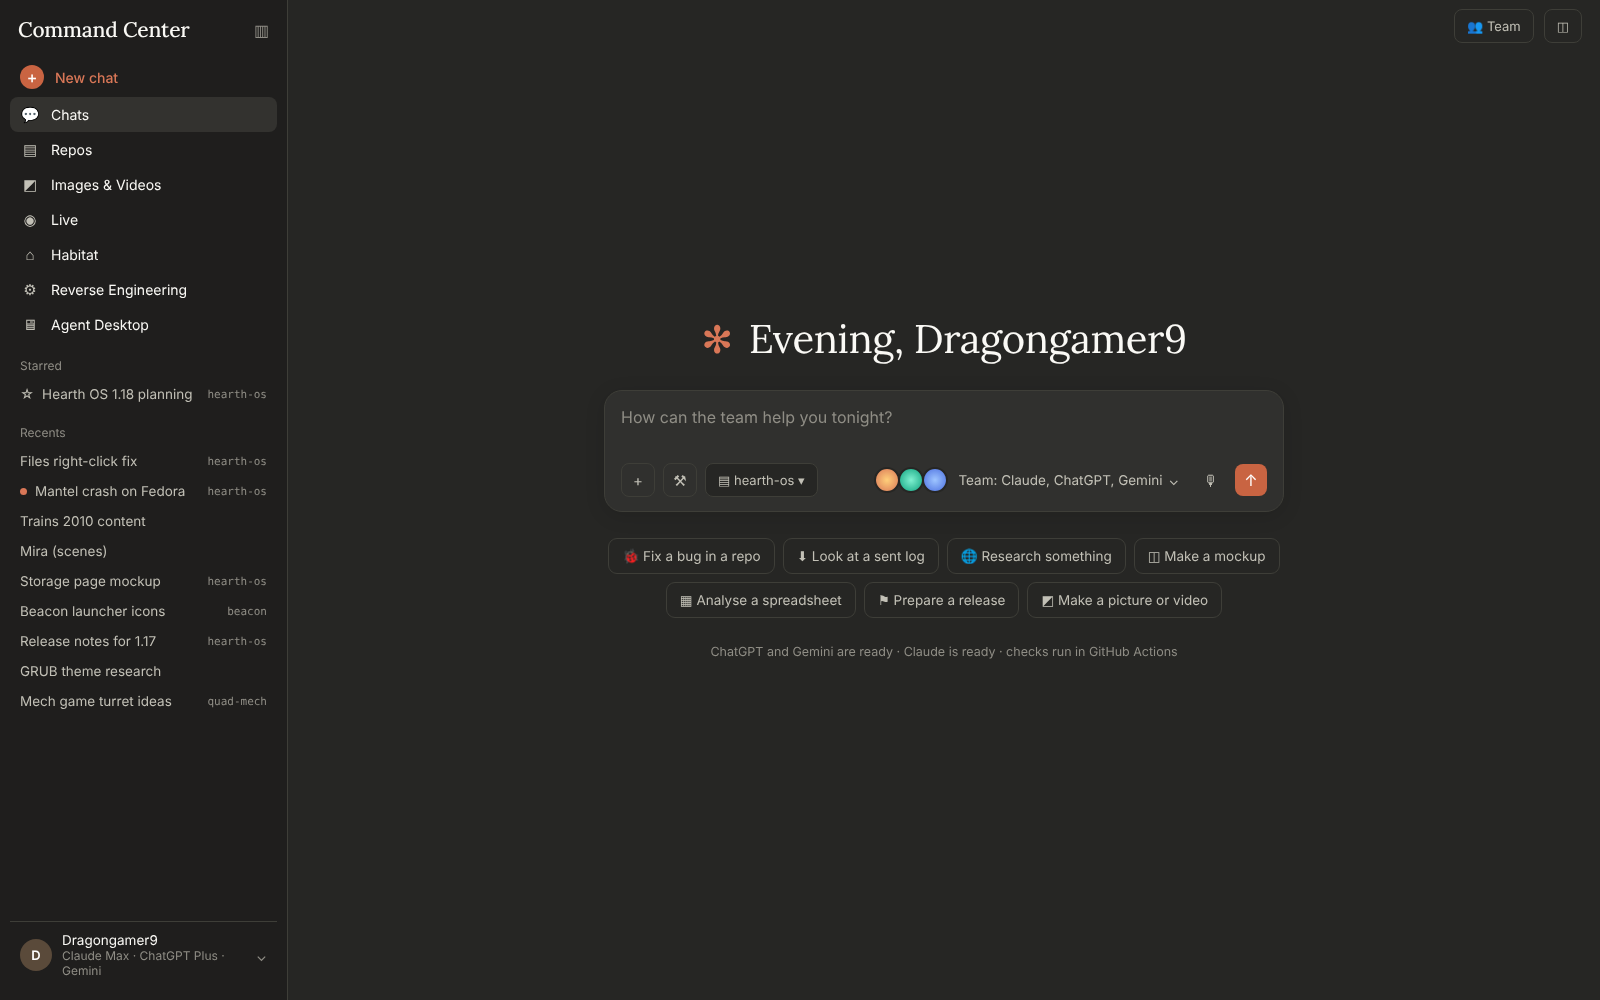 Command Center
New chat
Chats
Repos
Images & Videos
Live
Habitat
Reverse Engineering
Agent Desktop
Starred
Hearth OS 1.18 planning hearth-os
Recents
Files right-click fix hearth-os
Mantel crash on Fedora hearth-os
Trains 2010 content
Mira (scenes)
Storage page mockup hearth-os
Beacon launcher icons beacon
Release notes for 1.17 hearth-os
GRUB theme research
Mech game turret ideas quad-mech
D
Dragongamer9
Claude Max · ChatGPT Plus ·
Gemini
Team
Evening, Dragongamer9
How can the team help you tonight?
hearth-os
Team: Claude, ChatGPT, Gemini
Fix a bug in a repo
Look at a sent log
Research something
Make a mockup
Analyse a spreadsheet
Prepare a release
Make a picture or video
ChatGPT and Gemini are ready · Claude is ready · checks run in GitHub Actions